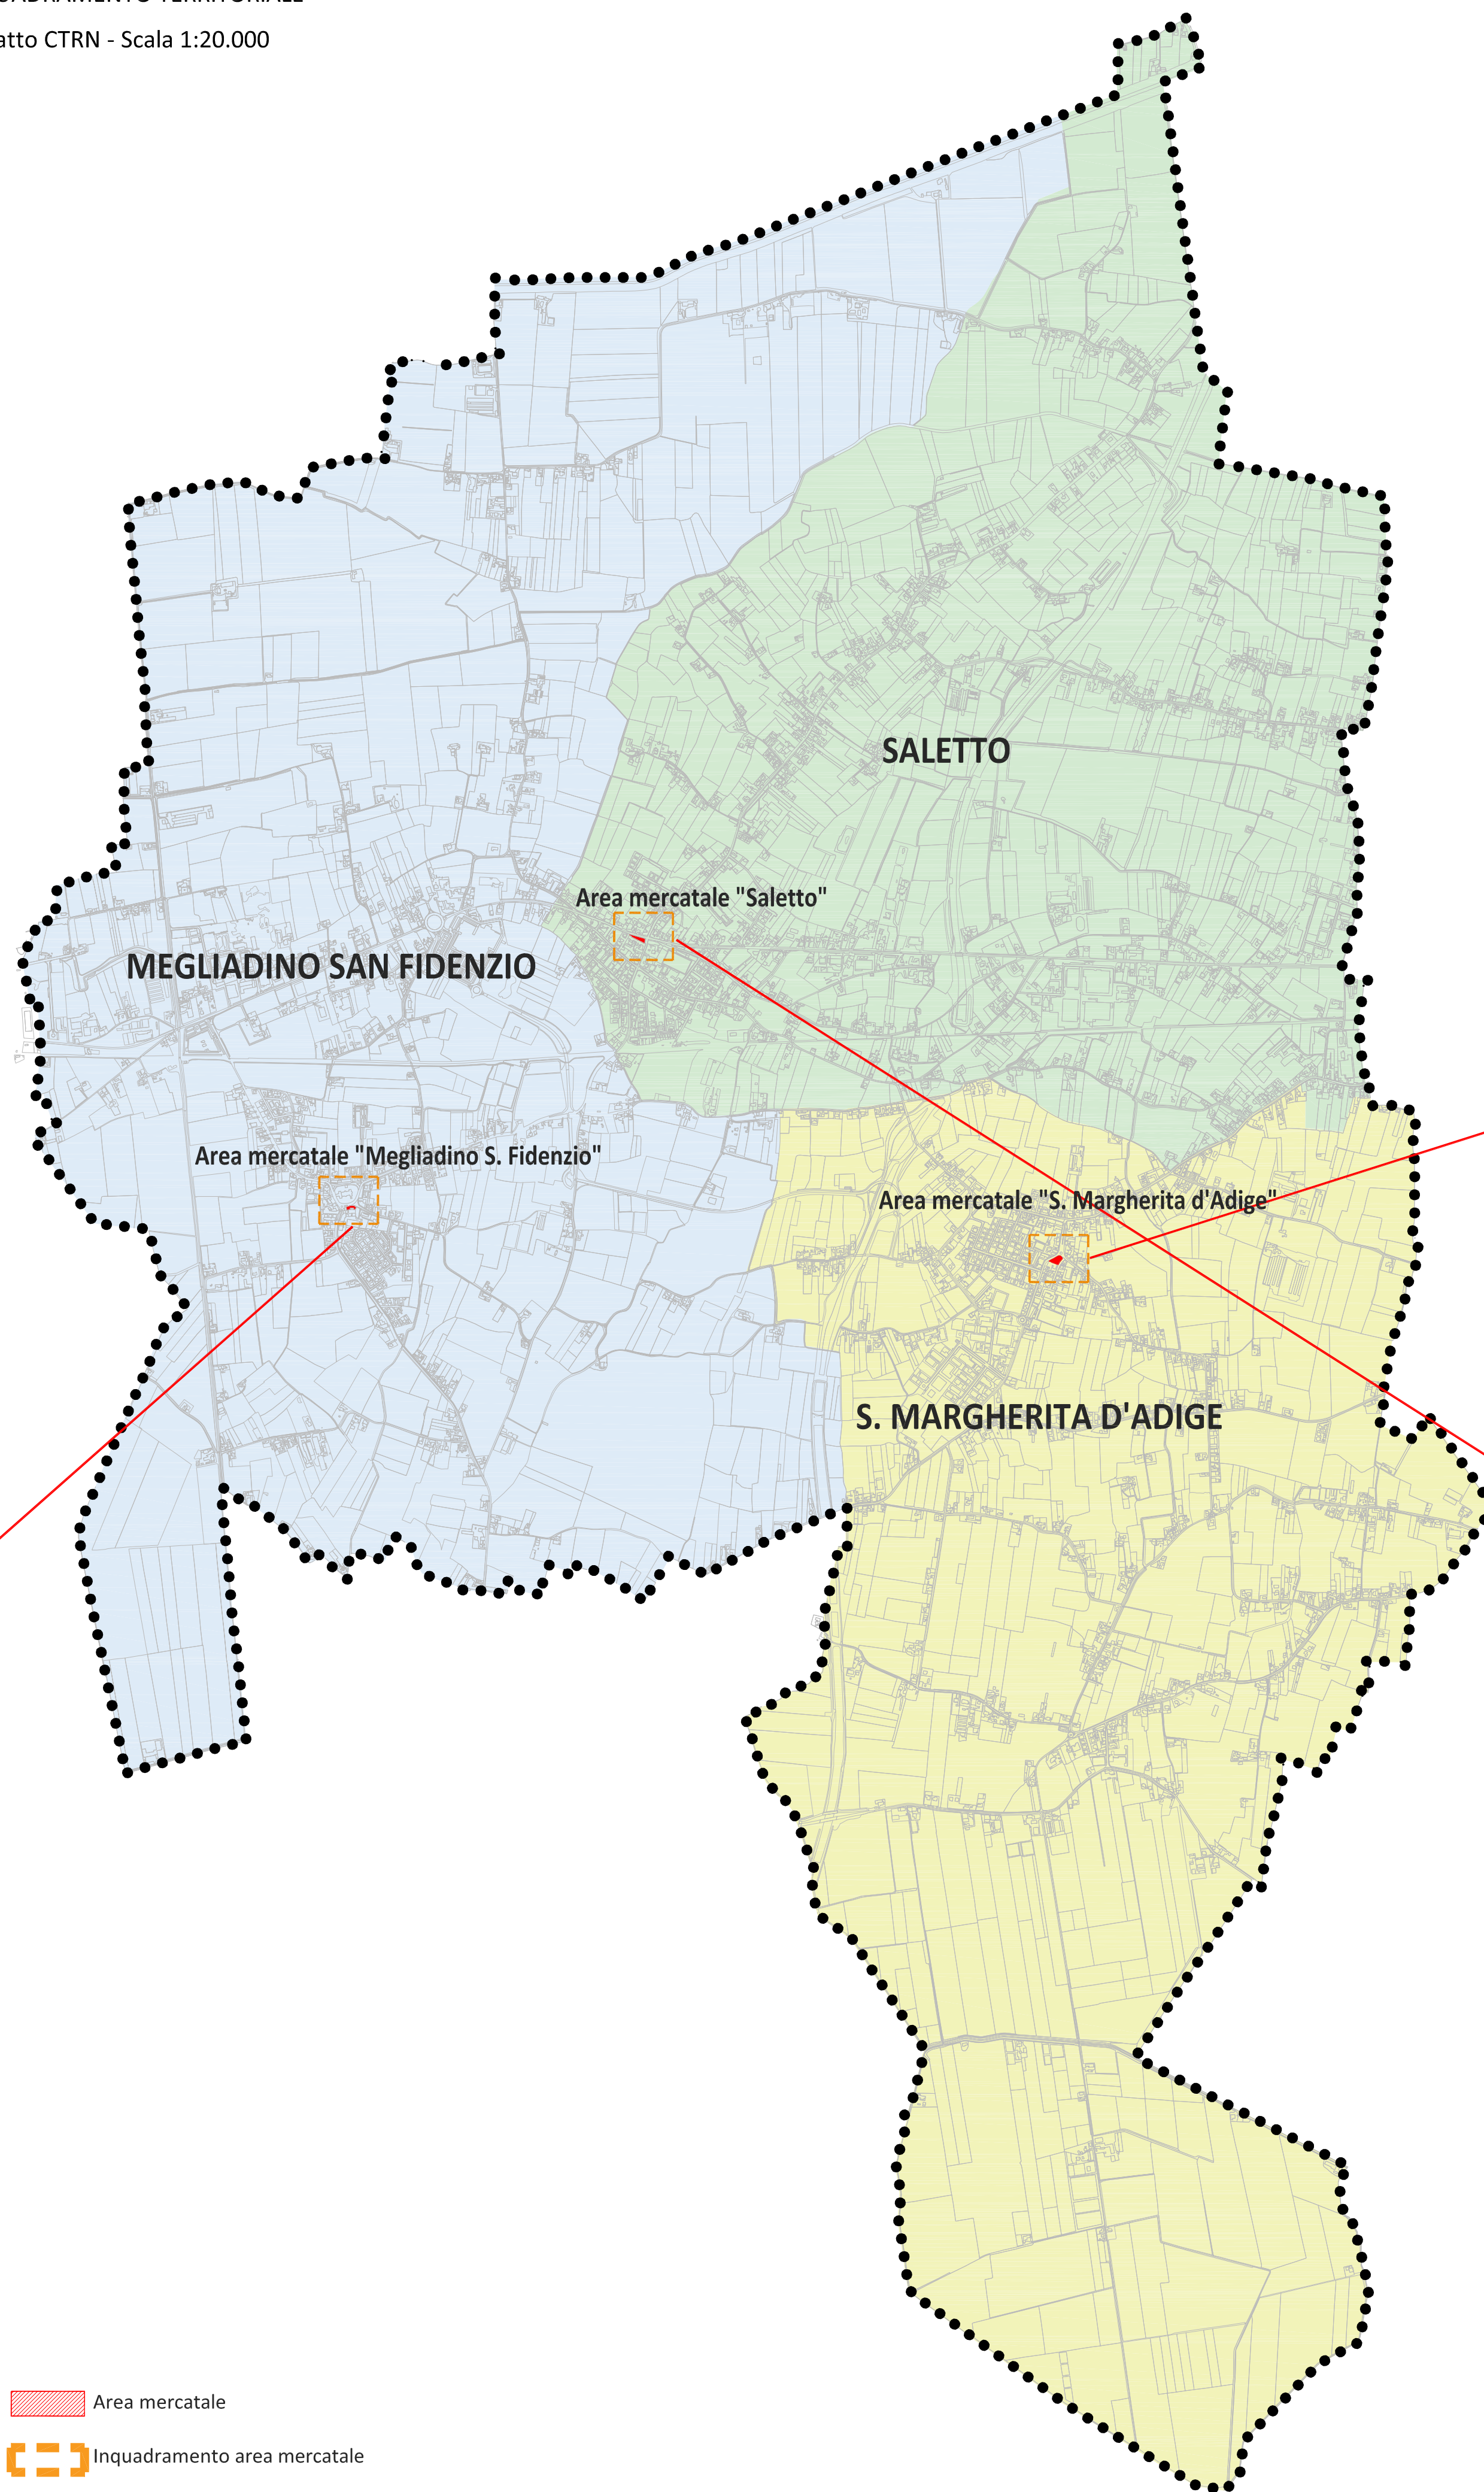 atto CTRN - Scala 1:20.000
SALETTO
Area mercatale "Saletto"
MEGLIADINO SAN FIDENZIO
Area mercatale "Megliadino S. Fidenzio"
Area mercatale "S. Margherita d'Adige"
S. MARGHERITA D'ADIGE
Area mercatale
Inquadramento area mercatale